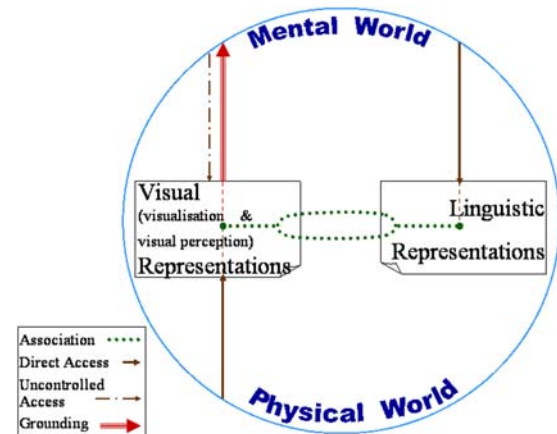 Mental World
Visual
(visualisation &
visual perception)
Representations
Linguistic
Representations
Physical World
Association
Direct Access
Uncontrolled
Access
Grounding